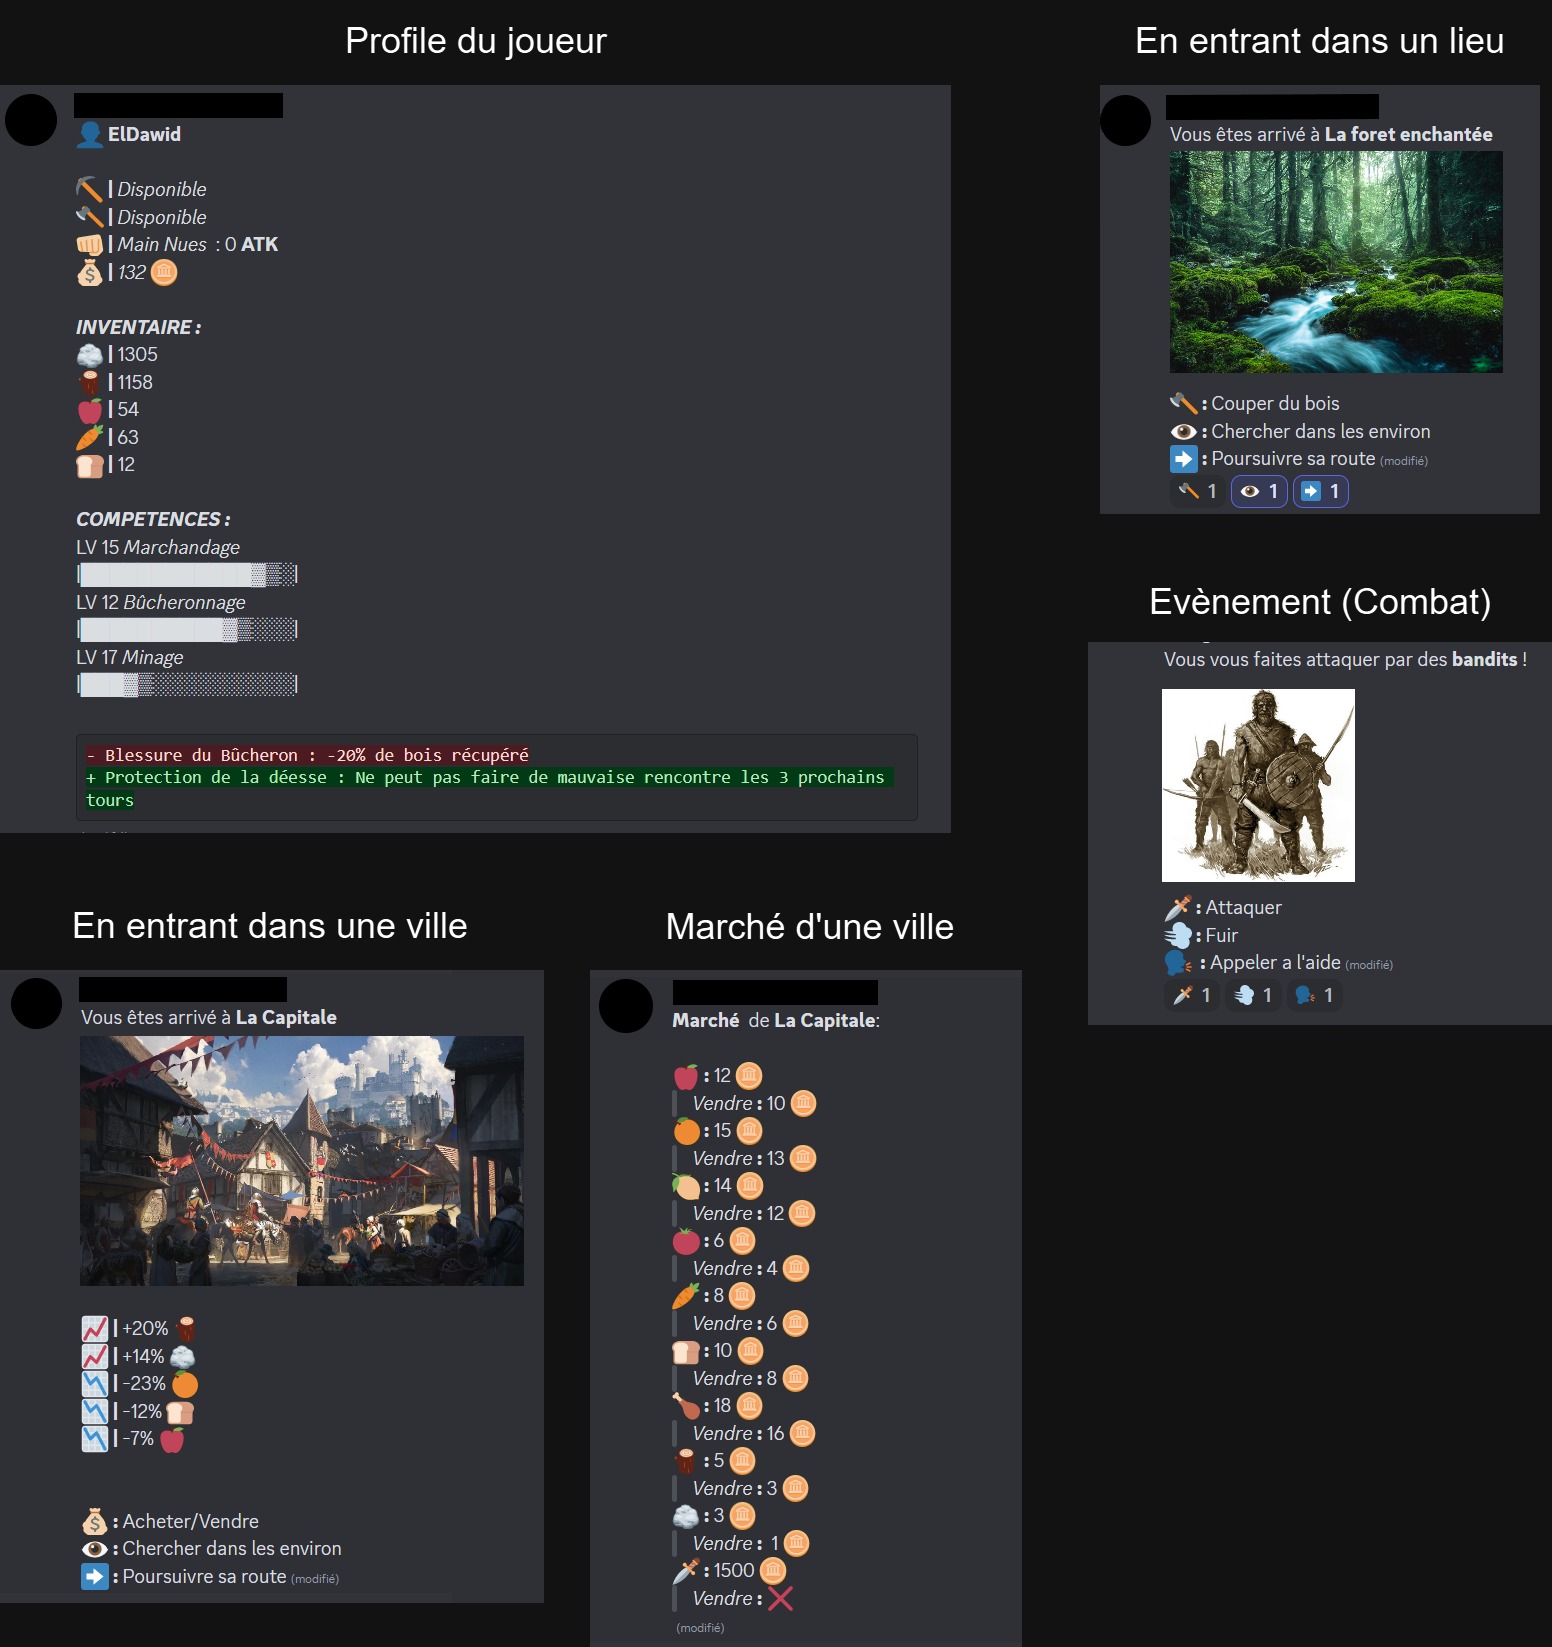 Profile du joueur
ElDawid
| Disponible
| Disponible
| Main Nues : 0 ATK
| 132
INVENTAIRE :
| 1305
| 1158
| 54
| 63
| 12
COMPETENCES :
LV 15 Marchandage
LV 12 Bûcheronnage
LV 17 Minage
- Blessure du Bûcheron : -20% de bois récupéré
+ Protection de la déesse : Ne peut pas faire de mauvaise rencontre les 3 prochains
tours
En entrant dans un lieu
Vous êtes arrivé à La foret enchantée
: Couper du bois
: Chercher dans les environ
: Poursuivre sa route (modifié)
1 1 1
Evènement (Combat)
Vous vous faites attaquer par des bandits !
: Attaquer
: Fuir
: Appeler a l'aide (modifié)
1 1 1
En entrant dans une ville
Vous êtes arrivé à La Capitale
| +20%
| +14%
| -23%
| -12%
| -7%
: Acheter/Vendre
: Chercher dans les environ
: Poursuivre sa route (modifié)
Marché d'une ville
Marché de La Capitale:
: 12
Vendre : 10
: 15
Vendre : 13
: 14
Vendre : 12
: 6
Vendre : 4
: 8
Vendre : 6
: 10
Vendre : 8
: 18
Vendre : 16
: 5
Vendre : 3
: 3
Vendre : 1
: 1500
Vendre :
(modifié)